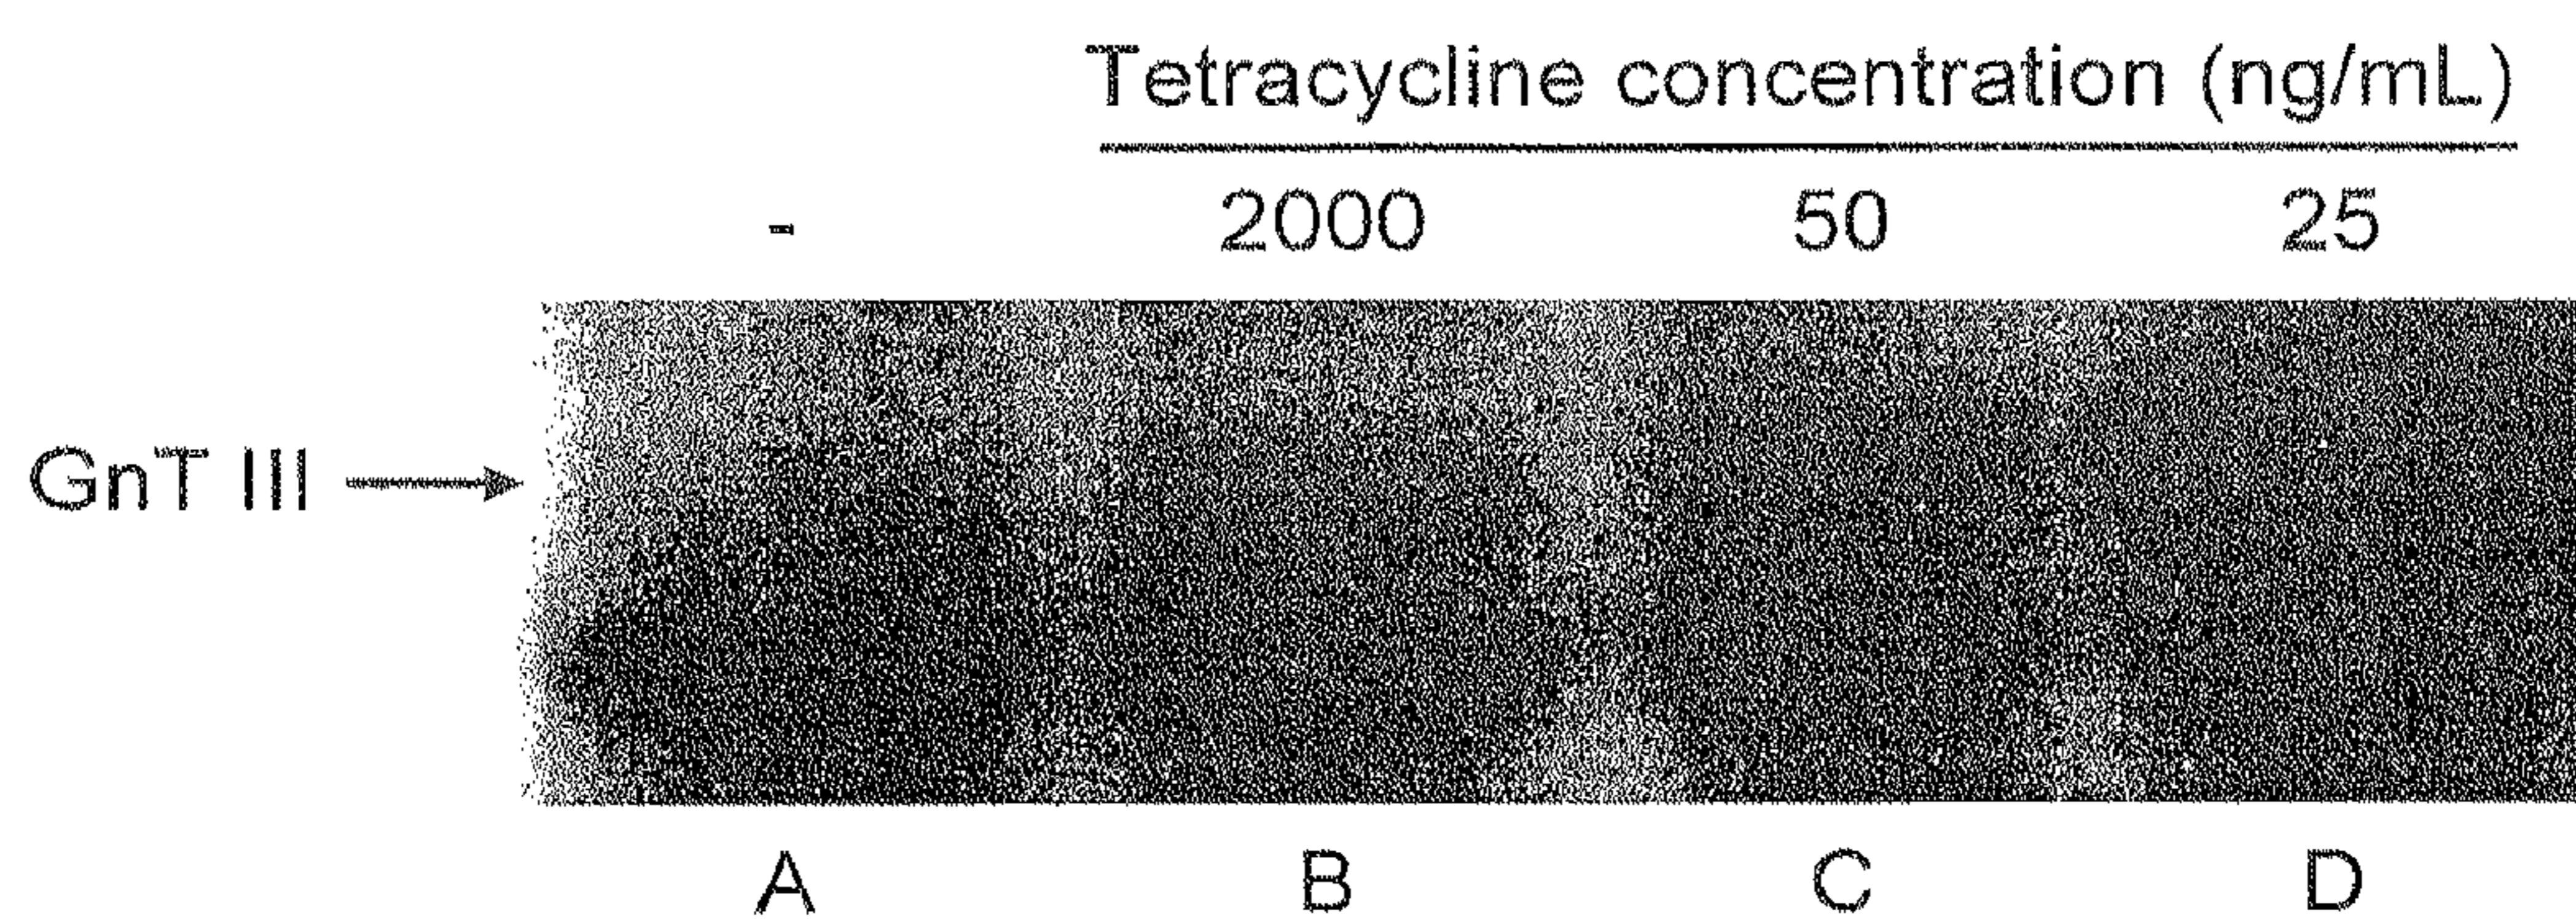 Tetracycline concentration (ng/mL)
- 2000 50 25
GnT III
A B C D